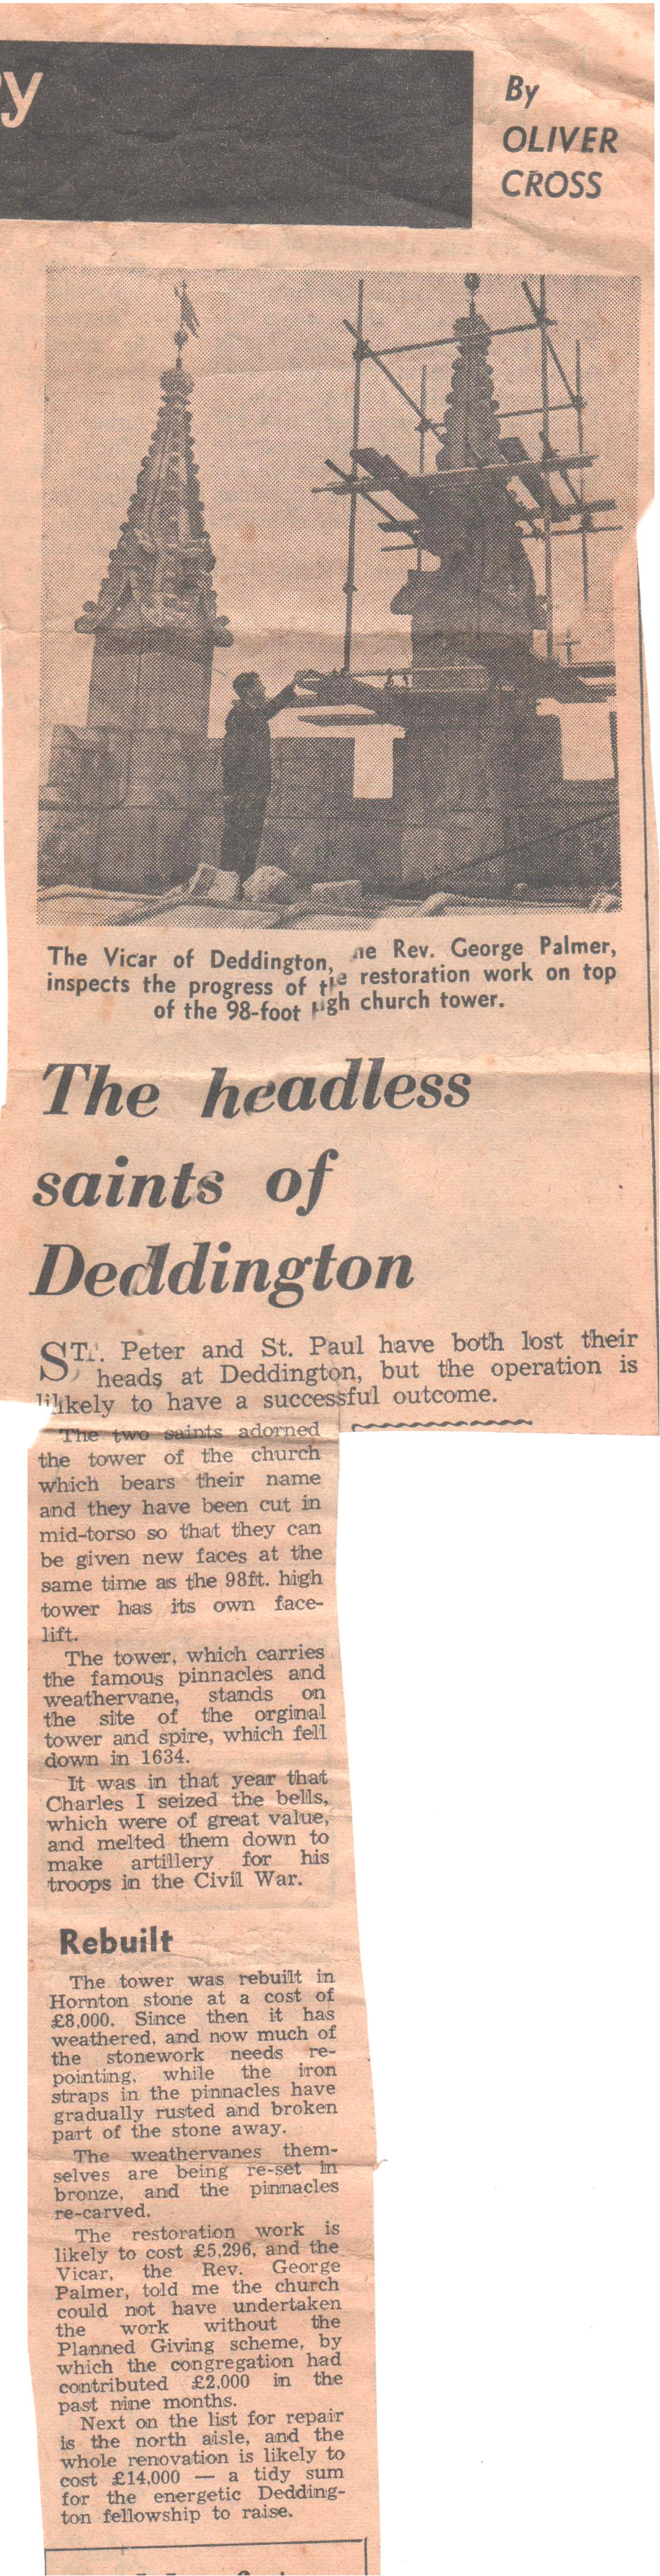 y
By
OLIVER
CROSS
The Vicar of Deddington, he Rev. George Palmer,
inspects the progress of the restoration work on top
of the 98-foot high church tower.
The headless
saints of
Deddington
ST. Peter and St. Paul have both lost their
heads at Deddington, but the operation is
likely to have a successful outcome.
The two saints adorned
the tower of the church
which bears their name
and they have been cut in
mid-torso so that they can
be given new faces at the
same time as the 98ft. high
tower has its own face-
lift.
The tower, which carries
the famous pinnacles and
weathervane, stands on
the site of the orginal
tower and spire, which fell
down in 1634.
It was in that year that
Charles I seized the bells,
which were of great value,
and melted them down to
make artillery for his
troops in the Civil War.
Rebuilt
The tower was rebuilt in
Hornton stone at a cost of
£8,000. Since then it has
weathered, and now much of
the stonework needs re-
pointing, while the iron
straps in the pinnacles have
gradually rusted and broken
part of the stone away.
The weathervanes them-
selves are being re-set in
bronze, and the pinnacles
re-carved.
The restoration work is
likely to cost £5,296, and the
Vicar, the Rev. George
Palmer, told me the church
could not have undertaken
the work without the
Planned Giving scheme, by
which the congregation had
contributed £2,000 in the
past nine months.
Next on the list for repair
is the north aisle, and the
whole renovation is likely to
cost £14,000 — a tidy sum
for the energetic Dedding-
ton fellowship to raise.